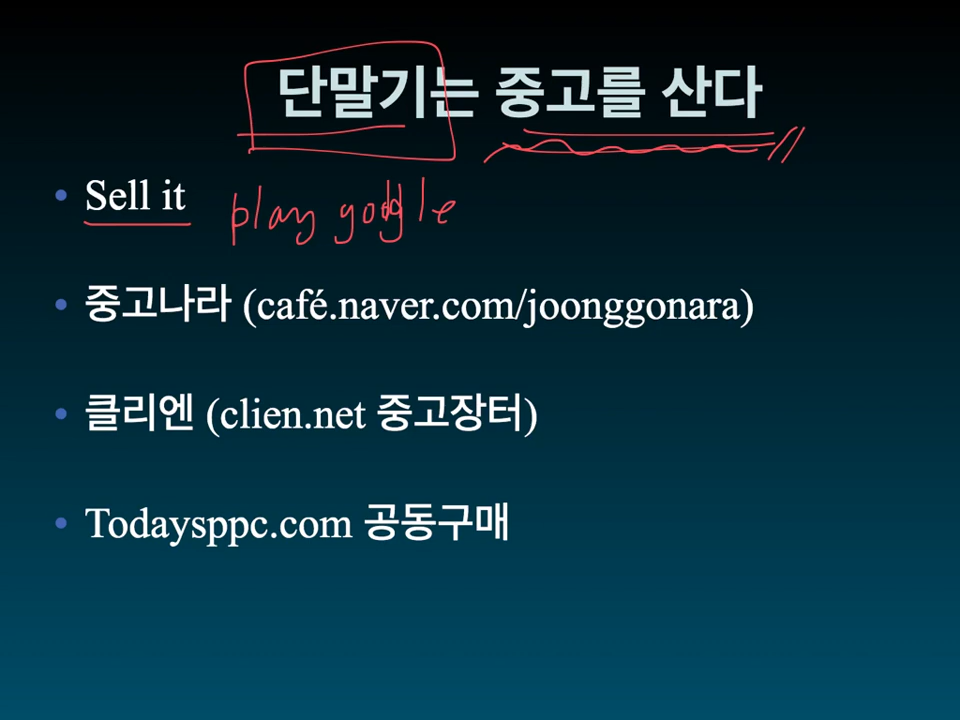 단말기는 중고를 산다
• Sell it play google
• 중고나라 (café.naver.com/joonggonara)
• 클리엔 (clien.net 중고장터)
• Todaysppc.com 공동구매